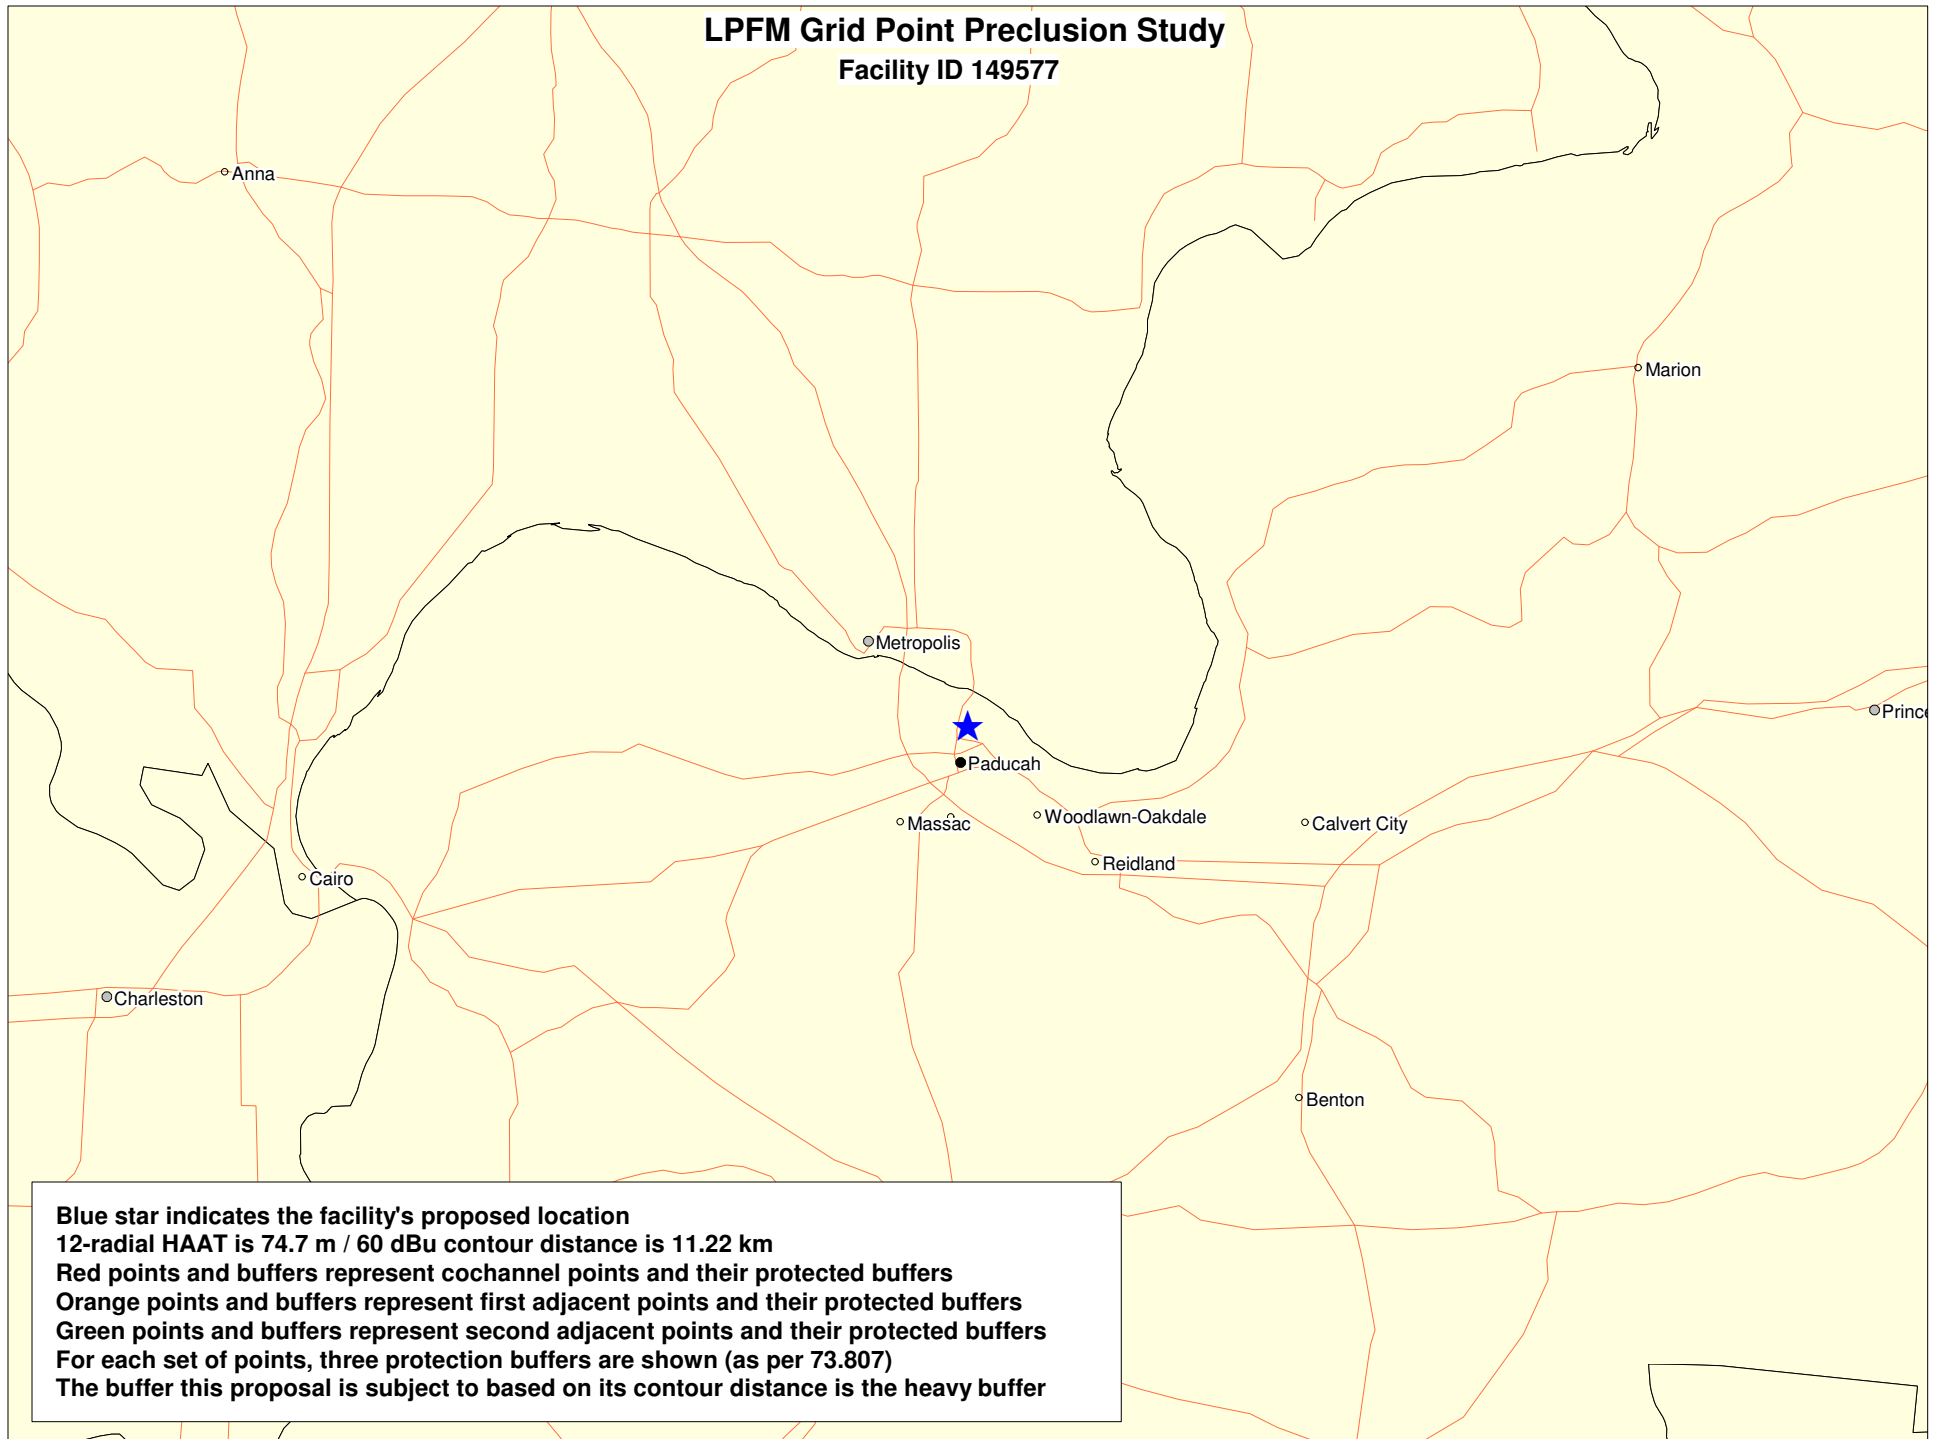 LPFM Grid Point Preclusion Study
Facility ID 149577
Anna
Marion
Metropolis
Prince
Paducah
Woodlawn-Oakdale
Massac
Calvert City
Reidland
Cairo
Charleston
Benton
Blue star indicates the facility's proposed location
12-radial HAAT is 74.7 m / 60 dBu contour distance is 11.22 km
Red points and buffers represent cochannel points and their protected buffers
Orange points and buffers represent first adjacent points and their protected buffers
Green points and buffers represent second adjacent points and their protected buffers
For each set of points, three protection buffers are shown (as per 73.807)
The buffer this proposal is subject to based on its contour distance is the heavy buffer